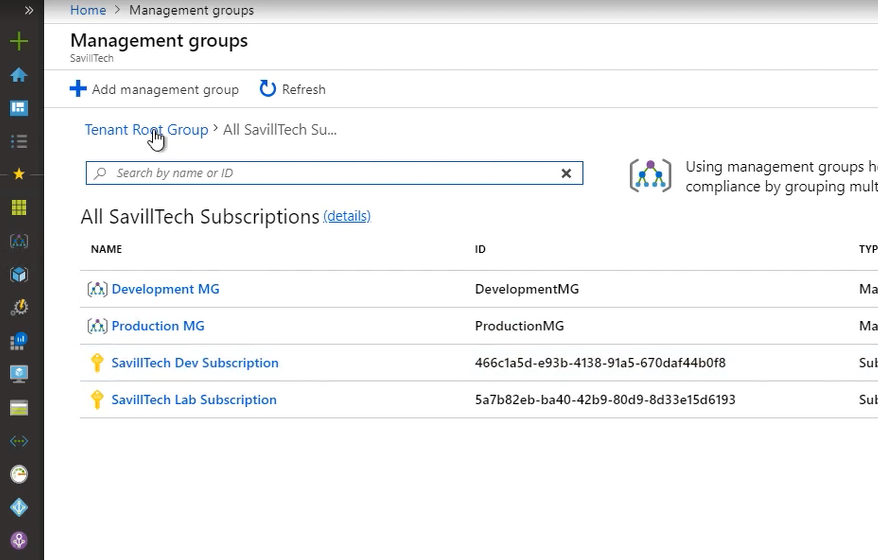 Home > Management groups
Management groups
SavillTech
Add management group Refresh
Tenant Root Group > All SavillTech Su...
Search by name or ID
Using management groups he
compliance by grouping mult
All SavillTech Subscriptions (details)
NAME ID TYP
Development MG DevelopmentMG Ma
Production MG ProductionMG Ma
SavillTech Dev Subscription 466c1a5d-e93b-4138-91a5-670daf44b0f8 Sub
SavillTech Lab Subscription 5a7b82eb-ba40-42b9-80d9-8d33e15d6193 Sub